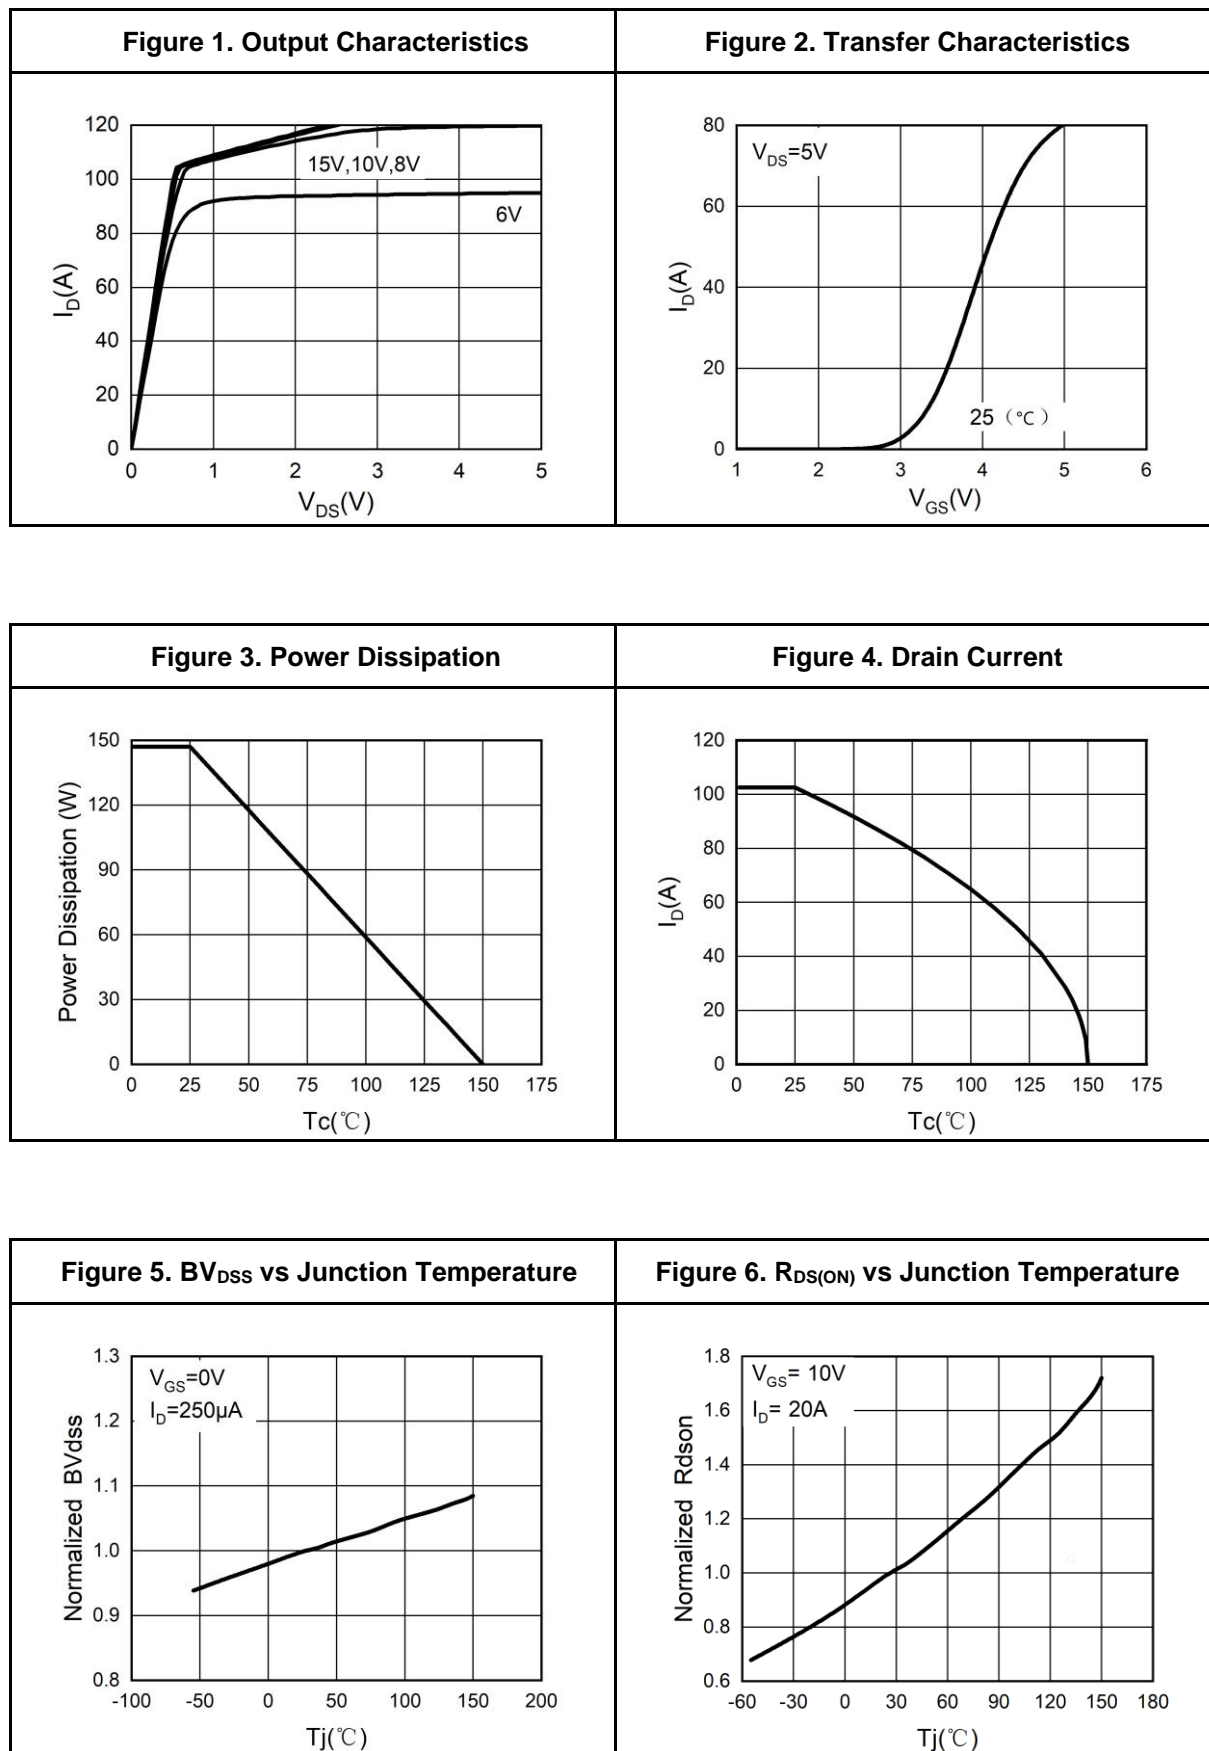 Figure 1. Output Characteristics
Figure 2. Transfer Characteristics
120
100
80
60
40
20
0
I_D(A)
15V,10V,8V
6V
0 1 2 3 4 5
V_DS(V)
80
60
40
20
0
I_D(A)
V_DS=5V
25（℃）
1 2 3 4 5 6
V_GS(V)
Figure 3. Power Dissipation
Figure 4. Drain Current
150
120
90
60
30
0
Power Dissipation (W)
0 25 50 75 100 125 150 175
Tc(℃)
120
100
80
60
40
20
0
I_D(A)
0 25 50 75 100 125 150 175
Tc(℃)
Figure 5. BV_DSS vs Junction Temperature
Figure 6. R_DS(ON) vs Junction Temperature
1.3
1.2
1.1
1.0
0.9
0.8
Normalized BVdss
V_GS=0V
I_D=250μA
-100 -50 0 50 100 150 200
Tj(℃)
1.8
1.6
1.4
1.2
1.0
0.8
0.6
Normalized Rdson
V_GS= 10V
I_D= 20A
-60 -30 0 30 60 90 120 150 180
Tj(℃)